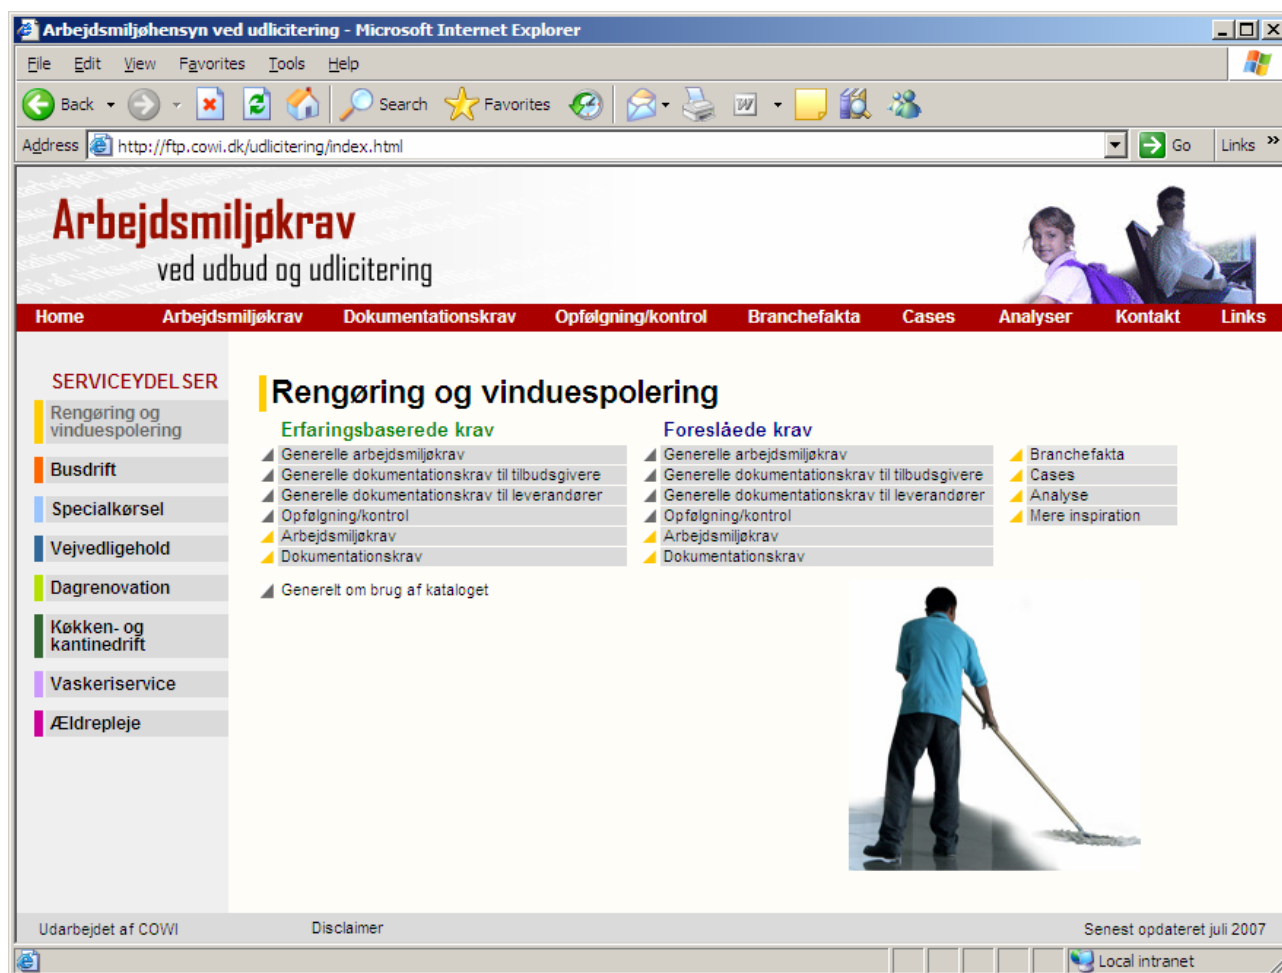 Arbejdsmiljøhensyn ved udlicitering - Microsoft Internet Explorer
File Edit View Favorites Tools Help
Back Search Favorites
Address http://ftp.cowi.dk/udlicitering/index.html Go Links »
Arbejdsmiljøkrav
ved udbud og udlicitering
Home Arbejdsmiljøkrav Dokumentationskrav Opfølgning/kontrol Branchefakta Cases Analyser Kontakt Links
SERVICEYDELSER
Rengøring og
vinduespolering
Busdrift
Specialkørsel
Vejvedligehold
Dagrenovation
Køkken- og
kantinedrift
Vaskeriservice
Ældrepleje
Rengøring og vinduespolering
Erfaringsbaserede krav
Generelle arbejdsmiljøkrav
Generelle dokumentationskrav til tilbudsgivere
Generelle dokumentationskrav til leverandører
Opfølgning/kontrol
Arbejdsmiljøkrav
Dokumentationskrav
Generelt om brug af kataloget
Foreslåede krav
Generelle arbejdsmiljøkrav
Generelle dokumentationskrav til tilbudsgivere
Generelle dokumentationskrav til leverandører
Opfølgning/kontrol
Arbejdsmiljøkrav
Dokumentationskrav
Branchefakta
Cases
Analyse
Mere inspiration
Udarbejdet af COWI Disclaimer Senest opdateret juli 2007
Local intranet